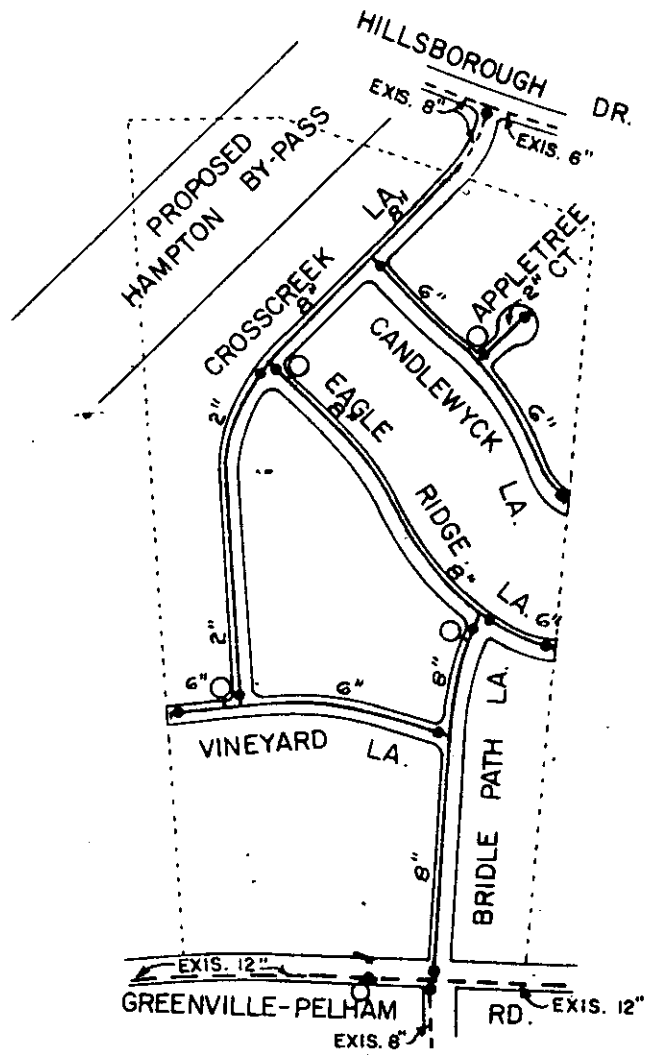 HILLSBOROUGH DR.
EXIS. 8"
EXIS. 6"
PROPOSED
HAMPTON BY-PASS
CROSSCREEK LA.
8"
8"
6"
APPLETREE
CT.
2"
CANDLEWYCK LA.
6"
2"
EAGLE RIDGE LA.
8"
8"
6"
2"
6"
6"
8"
VINEYARD LA.
8"
BRIDLE PATH LA.
EXIS. 12"
GREENVILLE-PELHAM RD.
EXIS. 12"
EXIS. 8"